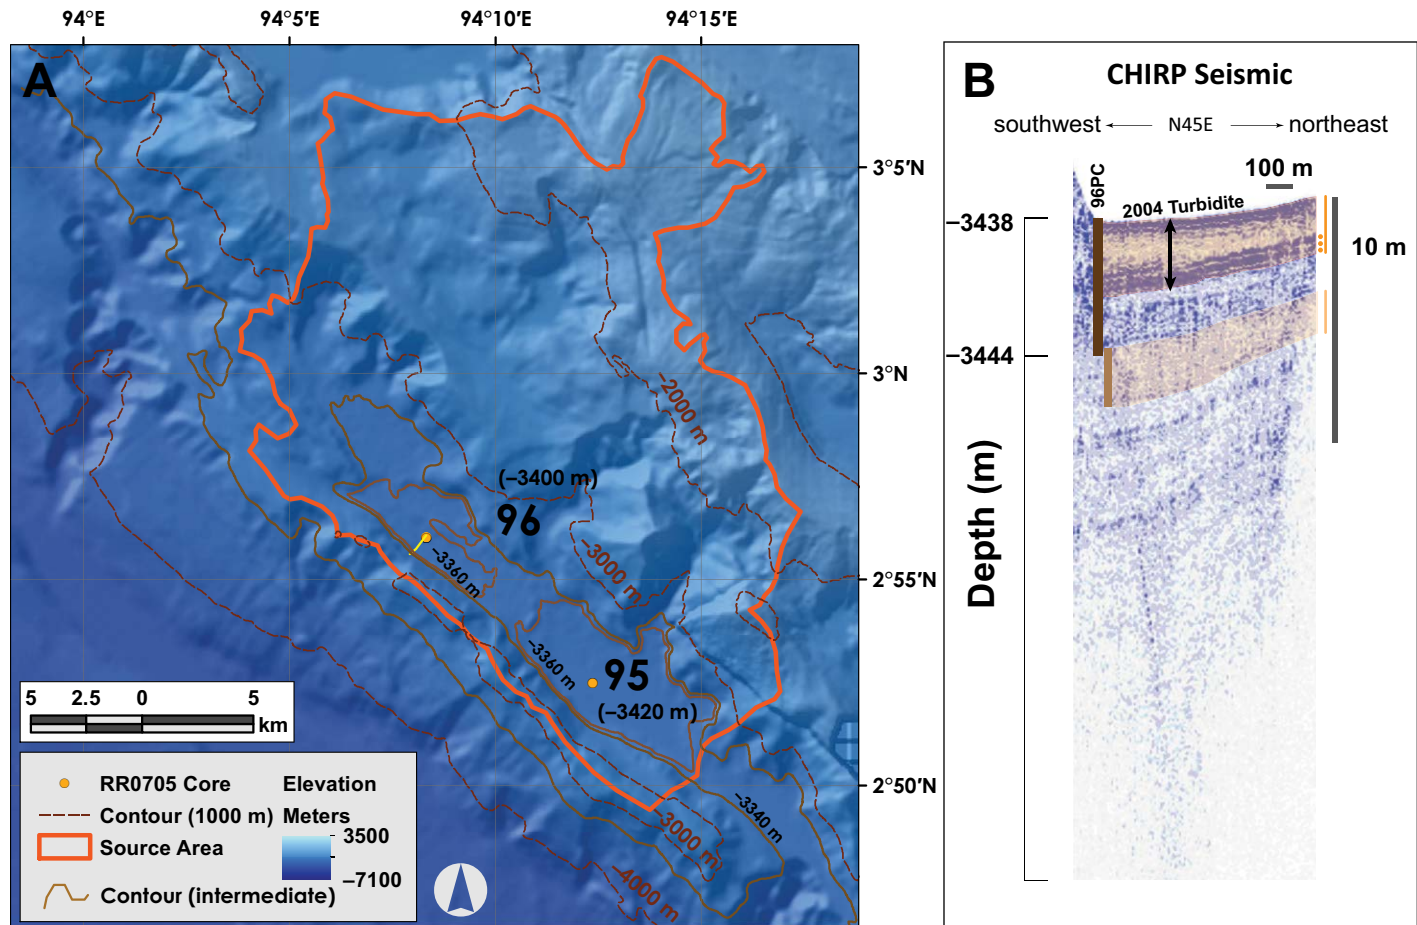 94°E 94°5′E 94°10′E 94°15′E
A
3°5′N
3°N
2°55′N
2°50′N
−2000 m
(−3400 m)
96
−3000 m
−3360 m
−3360 m
95
(−3420 m)
−3340 m
−3000 m
−4000 m
5 2.5 0 5
km
RR0705 Core
Contour (1000 m)
Source Area
Contour (intermediate)
Elevation
Meters
3500
−7100
B
CHIRP Seismic
southwest N45E northeast
100 m
96PC
2004 Turbidite
−3438
10 m
−3444
Depth (m)